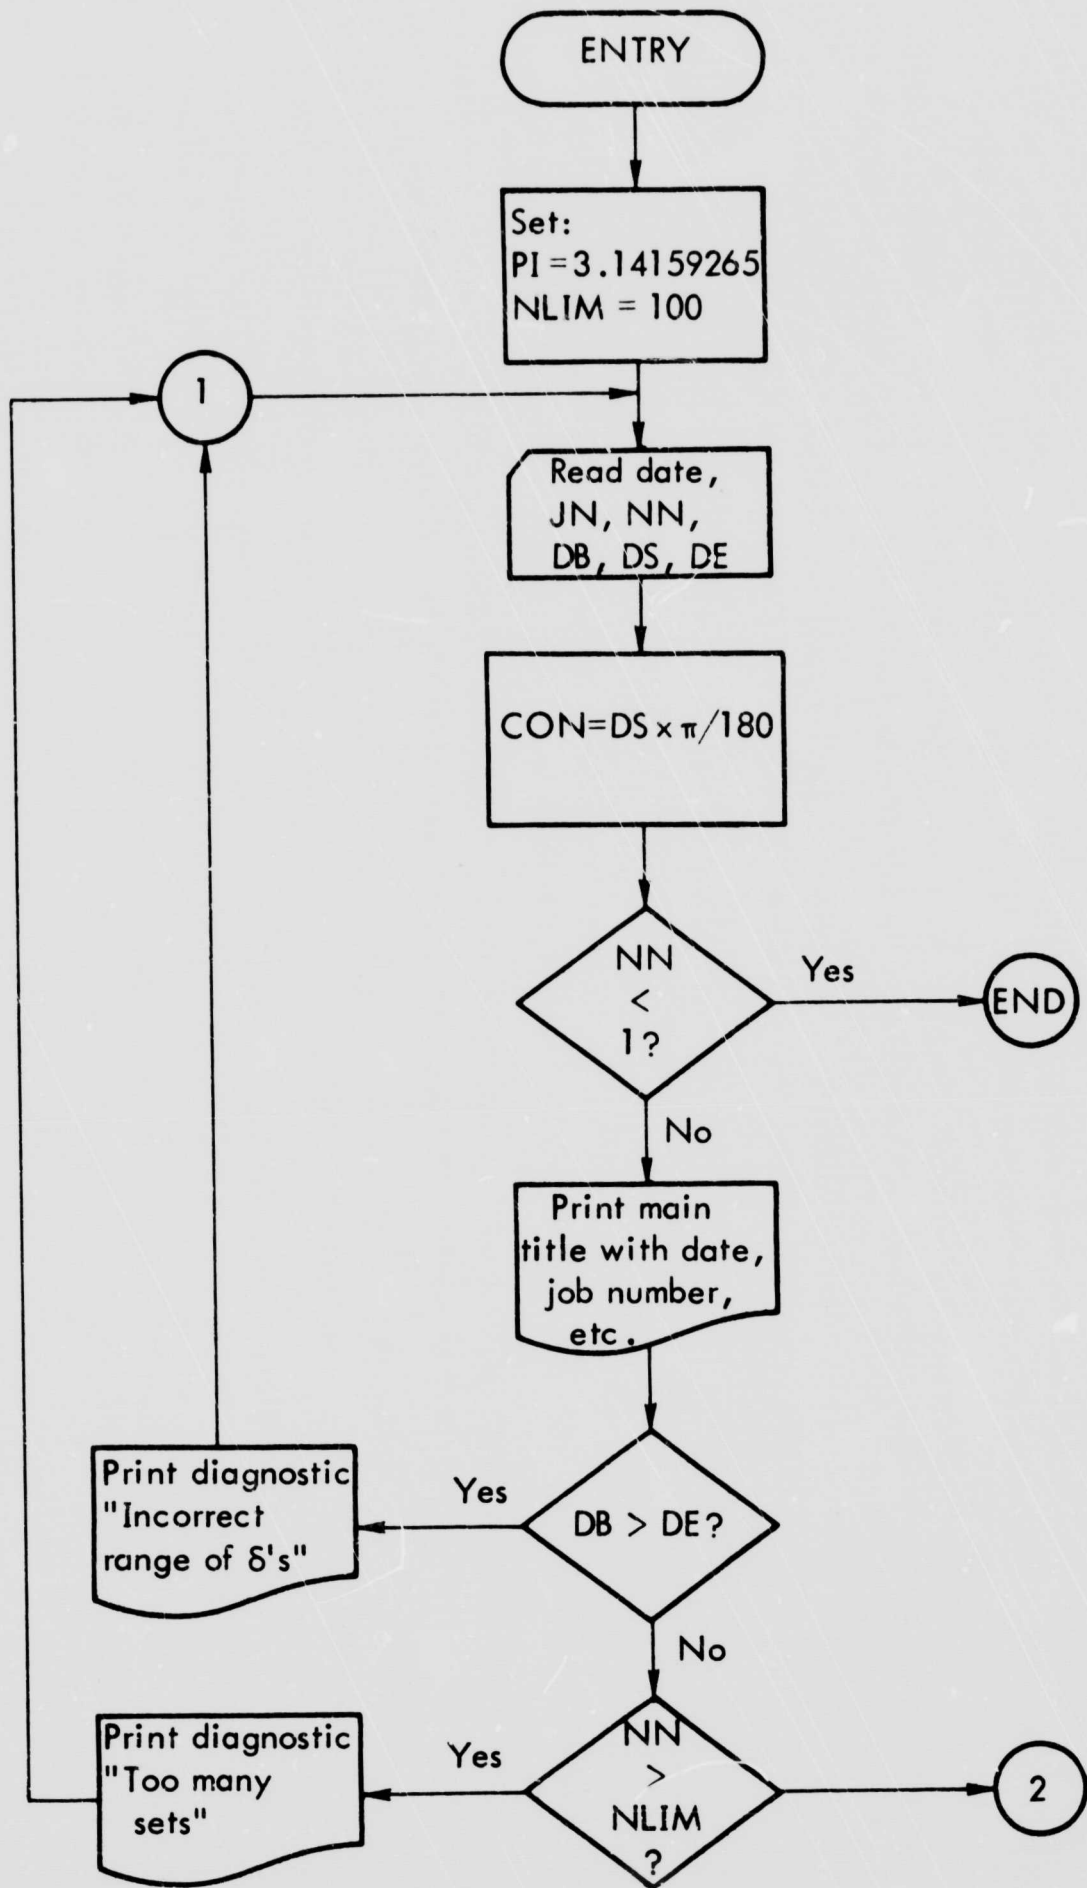 ENTRY
Set:
PI = 3.14159265
NLIM = 100
1
Read date,
JN, NN,
DB, DS, DE
CON=DS x π/180
NN
<
1?
Yes
END
No
Print main
title with date,
job number,
etc.
Print diagnostic
"Incorrect
range of δ's"
Yes
DB > DE?
No
Print diagnostic
"Too many
sets"
Yes
NN
>
NLIM
?
2